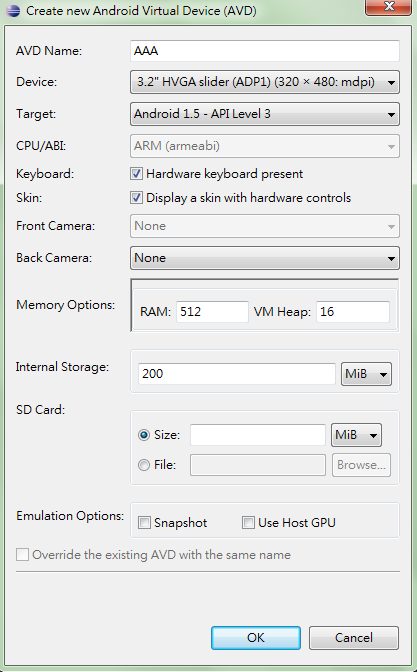 Create new Android Virtual Device (AVD)
AVD Name: AAA
Device: 3.2" HVGA slider (ADP1) (320 × 480: mdpi)
Target: Android 1.5 - API Level 3
CPU/ABI: ARM (armeabi)
Keyboard: Hardware keyboard present
Skin: Display a skin with hardware controls
Front Camera: None
Back Camera: None
Memory Options: RAM: 512 VM Heap: 16
Internal Storage: 200 MiB
SD Card:
Size: MiB
File: Browse...
Emulation Options: Snapshot Use Host GPU
Override the existing AVD with the same name
OK Cancel